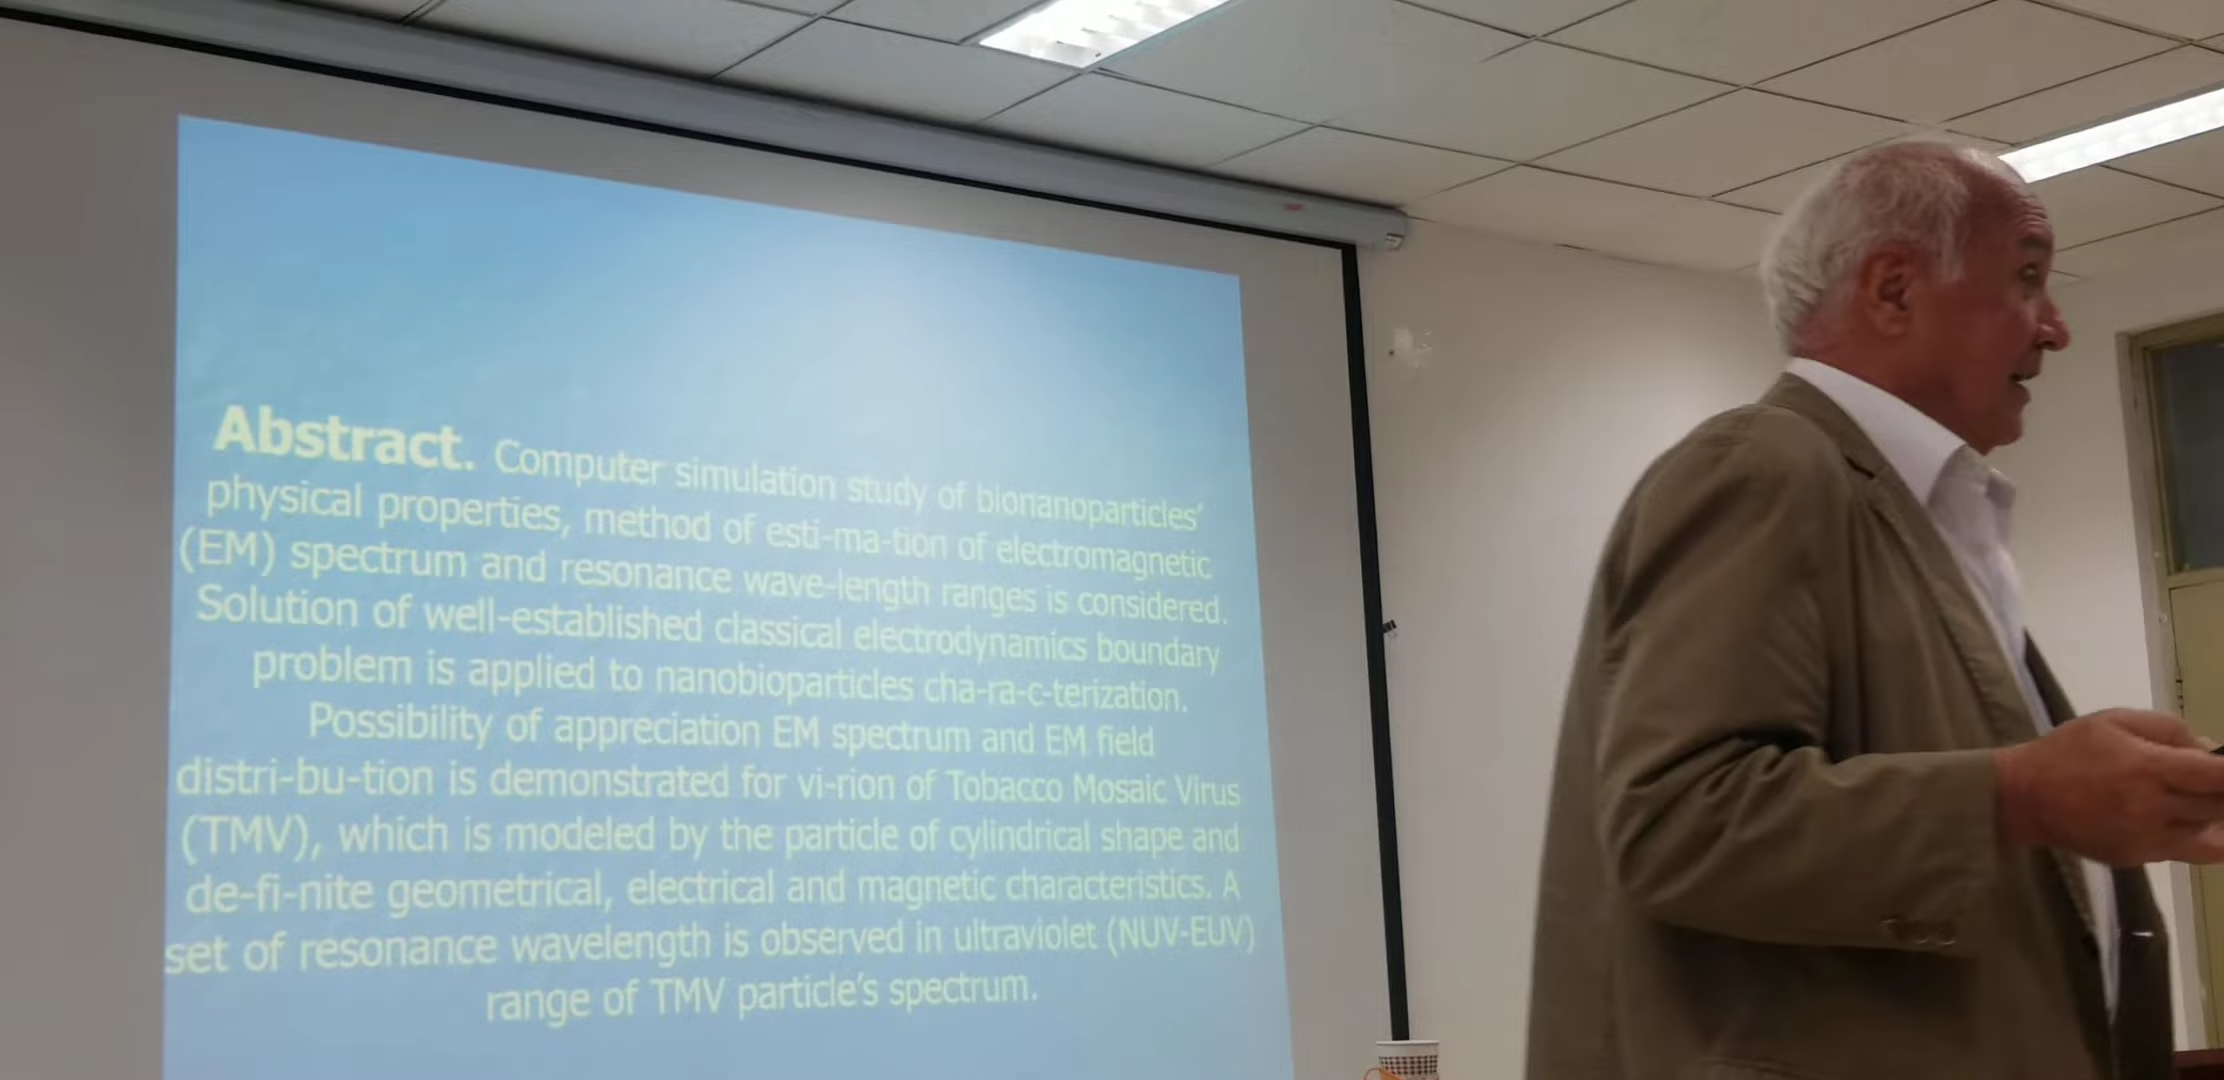 Abstract. Computer simulation study of bionanoparticles'
physical properties, method of esti-ma-tion of electromagnetic
(EM) spectrum and resonance wave-length ranges is considered.
Solution of well-established classical electrodynamics boundary
problem is applied to nanobioparticles cha-ra-c-terization.
Possibility of appreciation EM spectrum and EM field
distri-bu-tion is demonstrated for vi-rion of Tobacco Mosaic Virus
(TMV), which is modeled by the particle of cylindrical shape and
de-fi-nite geometrical, electrical and magnetic characteristics. A
set of resonance wavelength is observed in ultraviolet (NUV-EUV)
range of TMV particle's spectrum.